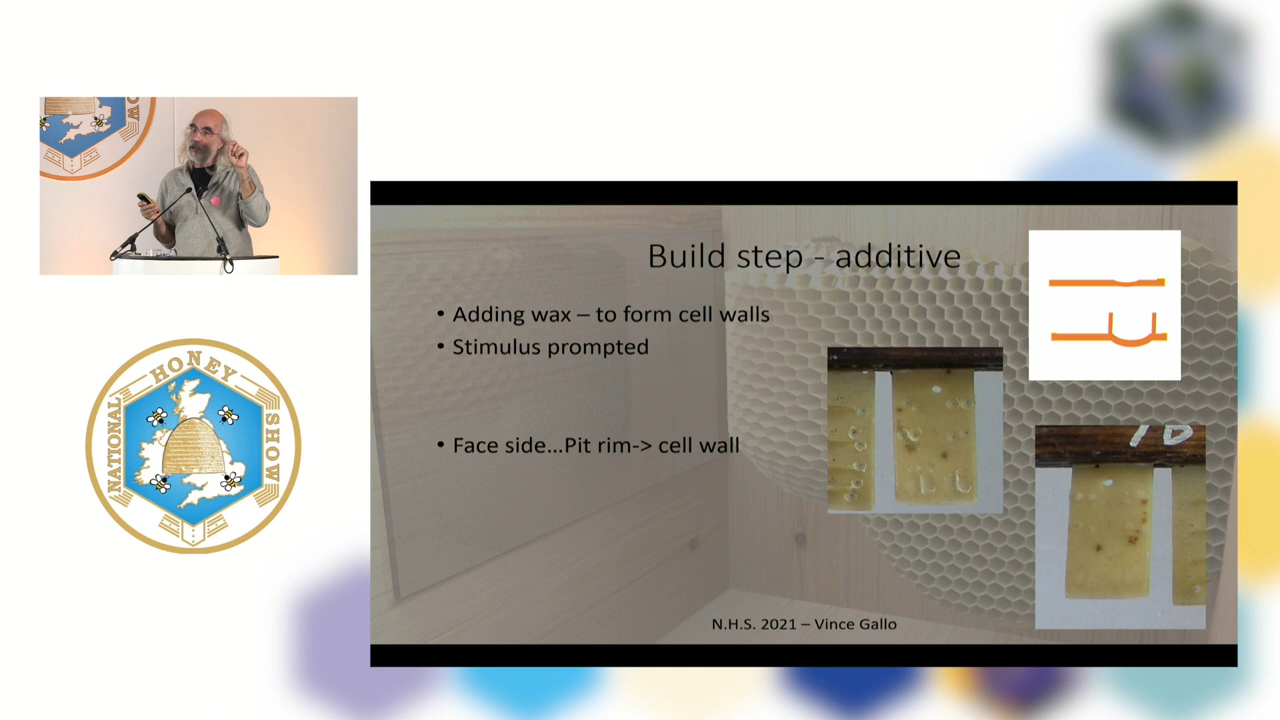 Build step - additive
• Adding wax – to form cell walls
• Stimulus prompted
• Face side...Pit rim-> cell wall
1D
N.H.S. 2021 – Vince Gallo
NATIONAL HONEY SHOW